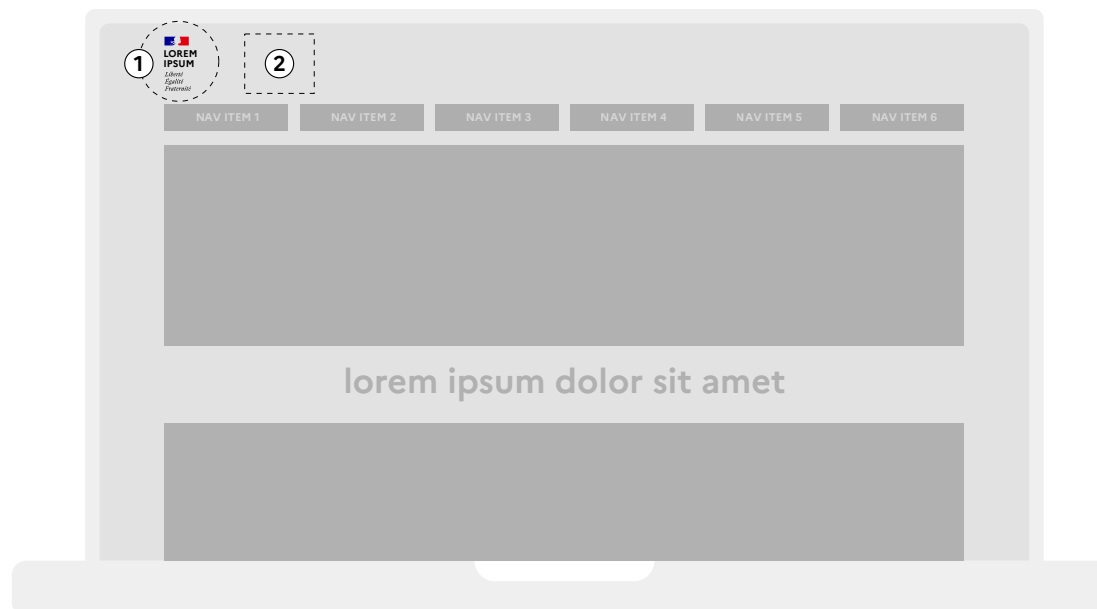 1
LOREM
IPSUM
Liberté
Égalité
Fraternité
2
NAV ITEM 1 NAV ITEM 2 NAV ITEM 3 NAV ITEM 4 NAV ITEM 5 NAV ITEM 6
lorem ipsum dolor sit amet